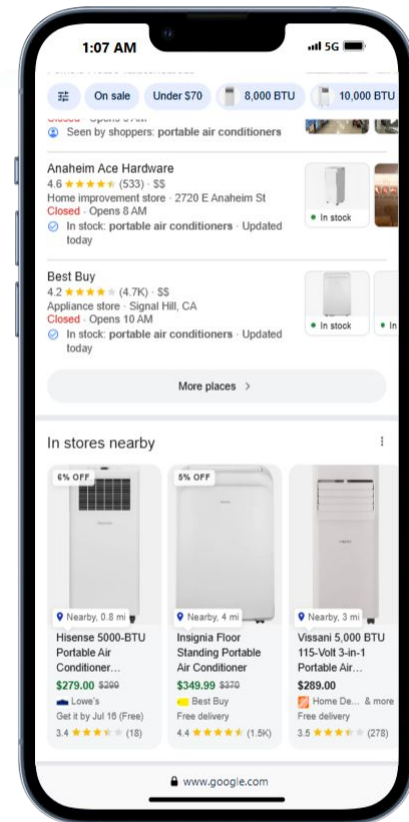 1:07 AM
5G
On sale
Under $70
8,000 BTU
10,000 BTU
Seen by shoppers: portable air conditioners
Anaheim Ace Hardware
4.6 (533) · $$
Home improvement store · 2720 E Anaheim St
Closed · Opens 8 AM
In stock: portable air conditioners · Updated
today
In stock
Best Buy
4.2 (4.7K) · $$
Appliance store · Signal Hill, CA
Closed · Opens 10 AM
In stock: portable air conditioners · Updated
today
In stock
In
More places >
In stores nearby
6% OFF
Nearby, 0.8 mi
Hisense 5000-BTU
Portable Air
Conditioner...
$279.00 $299
Lowe's
Get it by Jul 16 (Free)
3.4 (18)
5% OFF
Nearby, 4 mi
Insignia Floor
Standing Portable
Air Conditioner
$349.99 $370
Best Buy
Free delivery
4.4 (1.5K)
Nearby, 3 mi
Vissani 5,000 BTU
115-Volt 3-in-1
Portable Air...
$289.00
Home De... & more
Free delivery
3.5 (278)
www.google.com